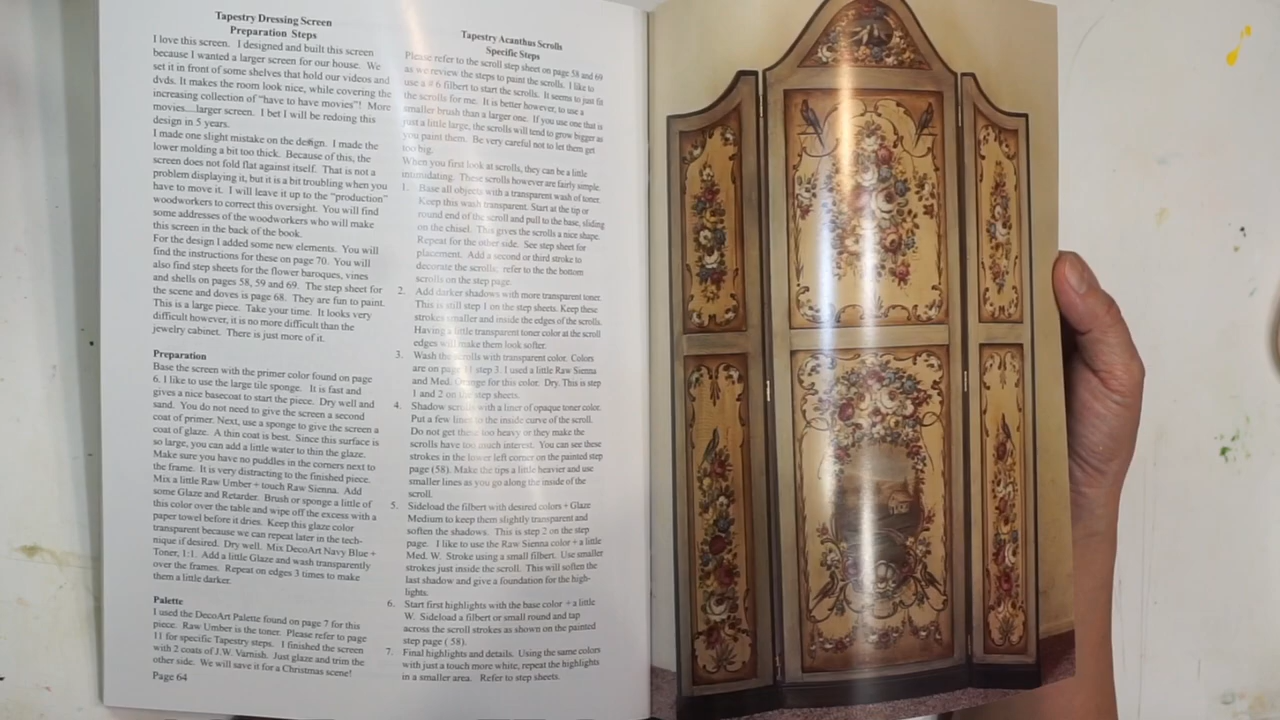 Tapestry Dressing Screen
Preparation Steps
I love this screen. I designed and built this screen
because I wanted a larger screen for our house. We
set it in front of some shelves that hold our videos and
dvds. It makes the room look nice, while covering the
increasing collection of "have to have movies"! More
movies....larger screen. I bet I will be redoing this
design in 5 years.
I made one slight mistake on the design. I made the
lower molding a bit too thick. Because of this, the
screen does not fold flat against itself. That is not a
problem displaying it, but it is a bit troubling when you
have to move it. I will leave it up to the "production"
woodworkers to correct this oversight. You will find
some addresses of the woodworkers who will make
this screen in the back of the book.
For the design I added some new elements. You will
find the instructions for these on page 70. You will
also find step sheets for the flower baroques, vines
and shells on pages 58, 59 and 69. The step sheet for
the scene and doves is page 68. They are fun to paint.
This is a large piece. Take your time. It looks very
difficult however, it is no more difficult than the
jewelry cabinet. There is just more of it.
Preparation
Base the screen with the primer color found on page
6. I like to use the large tile sponge. It is fast and
gives a nice basecoat to start the piece. Dry well and
sand. You do not need to give the screen a second
coat of primer. Next, use a sponge to give the screen a
coat of glaze. A thin coat is best. Since this surface is
so large, you can add a little water to thin the glaze.
Make sure you have no puddles in the corners next to
the frame. It is very distracting to the finished piece.
Mix a little Raw Umber + touch Raw Sienna. Add
some Glaze and Retarder. Brush or sponge a little of
this color over the table and wipe off the excess with a
paper towel before it dries. Keep this glaze color
transparent because we can repeat later in the tech-
nique if desired. Dry well. Mix DecoArt Navy Blue +
Toner, 1:1. Add a little Glaze and wash transparently
over the frames. Repeat on edges 3 times to make
them a little darker.
Palette
I used the DecoArt Palette found on page 7 for this
piece. Raw Umber is the toner. Please refer to page
11 for specific Tapestry steps. I finished the screen
with 2 coats of J.W. Varnish. Just glaze and trim the
other side. We will save it for a Christmas scene!
Page 64
Tapestry Acanthus Scrolls
Specific Steps
Please refer to the scroll step sheet on page 58 and 69
as we review the steps to paint the scrolls. I like to
use a # 6 filbert to start the scrolls. It seems to just fit
the scrolls for me. It is better however, to use a
smaller brush than a larger one. If you use one that is
just a little large, the scrolls will tend to grow bigger as
you paint them. Be very careful not to let them get
too big.
When you first look at scrolls, they can be a little
intimidating. These scrolls however are fairly simple.
1. Base all objects with a transparent wash of toner.
Keep this wash transparent. Start at the tip or
round end of the scroll and pull to the base, sliding
on the chisel. This gives the scrolls a nice shape.
Repeat for the other side. See step sheet for
placement. Add a second or third stroke to
decorate the scrolls, refer to the the bottom
scrolls on the step page.
2. Add darker shadows with more transparent toner.
This is still step 1 on the step sheets. Keep these
strokes smaller and inside the edges of the scrolls.
Having a little transparent toner color at the scroll
edges will make them look softer.
3. Wash the scrolls with transparent color. Colors
are on page 11 step 3. I used a little Raw Sienna
and Med. Orange for this color. Dry. This is step
1 and 2 on the step sheets.
4. Shadow scrolls with a liner of opaque toner color.
Put a few lines to the inside curve of the scroll.
Do not get these too heavy or they make the
scrolls have too much interest. You can see these
strokes in the lower left corner on the painted step
page (58). Make the tips a little heavier and use
smaller lines as you go along the inside of the
scroll.
5. Sideload the filbert with desired colors + Glaze
Medium to keep them slightly transparent and
soften the shadows. This is step 2 on the step
page. I like to use the Raw Sienna color + a little
Med. W. Stroke using a small filbert. Use smaller
strokes just inside the scroll. This will soften the
last shadow and give a foundation for the high-
lights.
6. Start first highlights with the base color + a little
W. Sideload a filbert or small round and tap
across the scroll strokes as shown on the painted
step page ( 58).
7. Final highlights and details. Using the same colors
with just a touch more white, repeat the highlights
in a smaller area. Refer to step sheets.